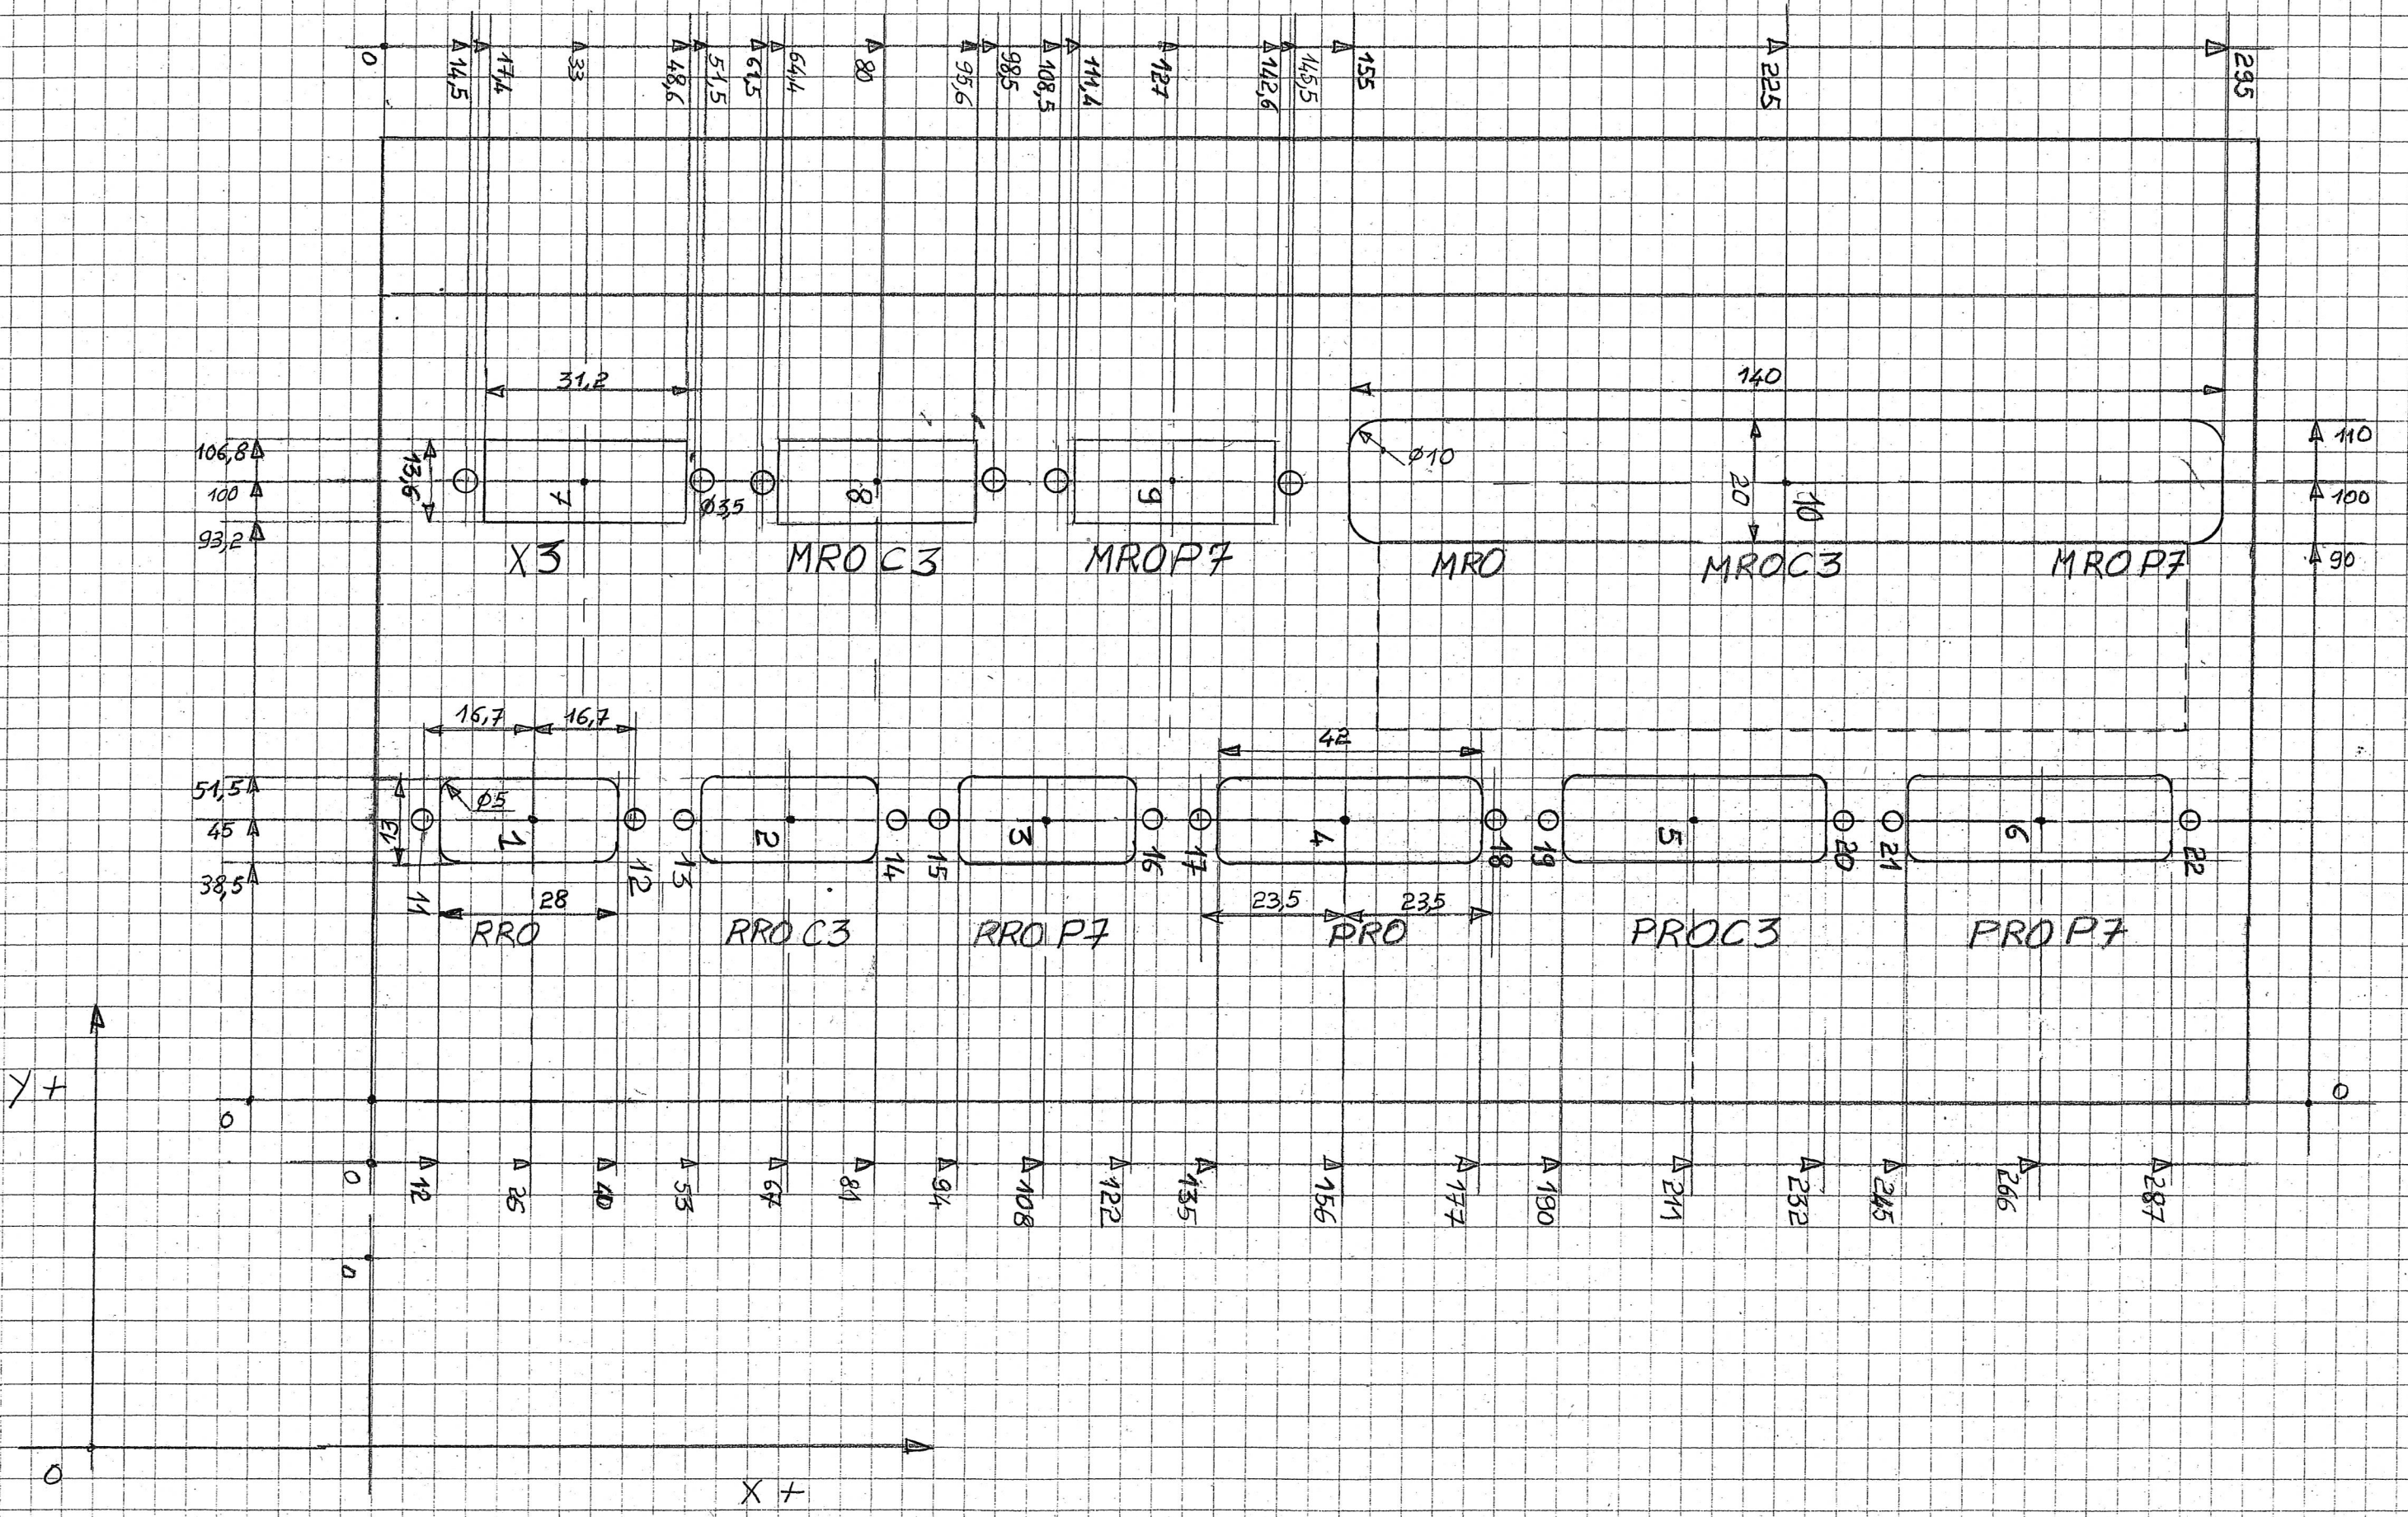 0 14,5 17,4 33 48,6 51,5 61,5 64,4 80 95,6 98,5 108,5 111,4 127 142,6 145,5 155 225 295
31,2 140
106,8 13,6 Ø10 110
100 7 Ø3,5 8 9 20 10 100
93,2 90
X3 MRO C3 MRO P7 MRO MROC3 MRO P7
16,7 16,7 42
51,5 Ø5
45 13 1 2 3 4 5 6
38,5 11 12 13 14 15 16 17 18 19 20 21 22
28 23,5 23,5
RRO RRO C3 RRO P7 PRO PROC3 PRO P7
Y+ 0 0
0 12 26 40 53 67 81 94 108 122 135 156 177 190 211 232 245 266 287
0
0 X+